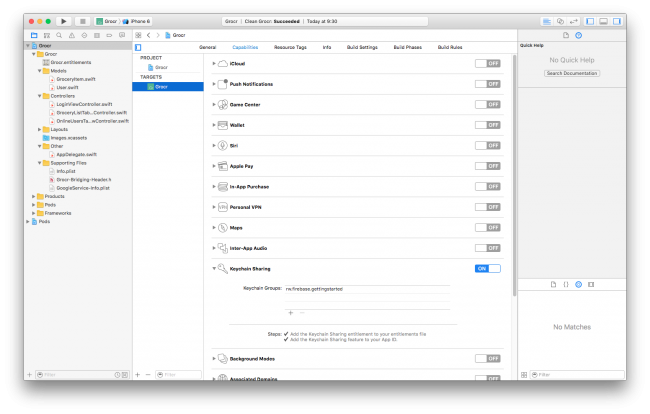 Grocr
iPhone 6
Grocr | Clean Grocr: Succeeded | Today at 9:30
Grocr
Grocr
Grocr
Grocr.entitlements
Models
GroceryItem.swift
User.swift
Controllers
LoginViewController.swift
GroceryListTab...Controller.swift
OnlineUsersTa...wController.swift
Layouts
Images.xcassets
Other
AppDelegate.swift
Supporting Files
Info.plist
Grocr-Bridging-Header.h
GoogleService-Info.plist
Products
Pods
Frameworks
Pods
Filter
General Capabilities Resource Tags Info Build Settings Build Phases Build Rules
PROJECT
Grocr
TARGETS
Grocr
Filter
iCloud OFF
Push Notifications OFF
Game Center OFF
Wallet OFF
Siri OFF
Apple Pay OFF
In-App Purchase OFF
VPN Personal VPN OFF
Maps OFF
Inter-App Audio OFF
Keychain Sharing ON
Keychain Groups: rw.firebase.gettingstarted
Steps: ✓ Add the Keychain Sharing entitlement to your entitlements file
✓ Add the Keychain Sharing feature to your App ID.
Background Modes OFF
Associated Domains OFF
Quick Help
No Quick Help
Search Documentation
No Matches
Filter